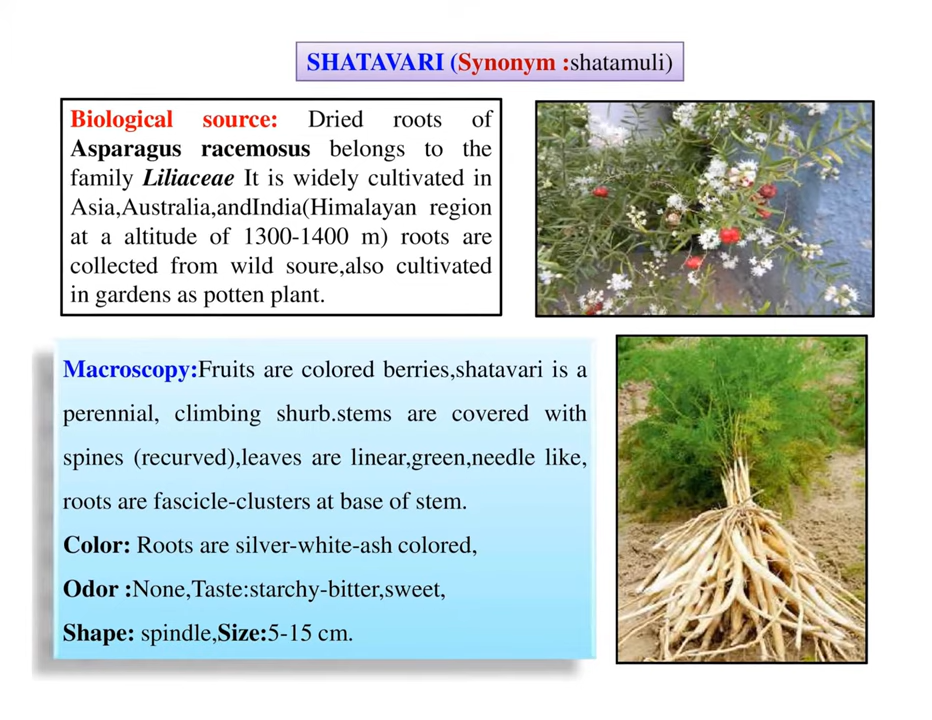 SHATAVARI (Synonym :shatamuli)
Biological source: Dried roots of
Asparagus racemosus belongs to the
family Liliaceae It is widely cultivated in
Asia,Australia,andIndia(Himalayan region
at a altitude of 1300-1400 m) roots are
collected from wild soure,also cultivated
in gardens as potten plant.
Macroscopy:Fruits are colored berries,shatavari is a
perennial, climbing shurb.stems are covered with
spines (recurved),leaves are linear,green,needle like,
roots are fascicle-clusters at base of stem.
Color: Roots are silver-white-ash colored,
Odor :None,Taste:starchy-bitter,sweet,
Shape: spindle,Size:5-15 cm.